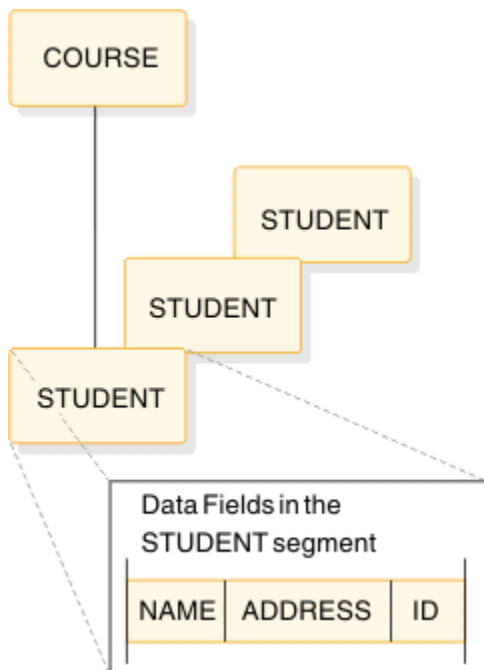 COURSE
STUDENT
STUDENT
STUDENT
Data Fields in the
STUDENT segment
NAME ADDRESS ID